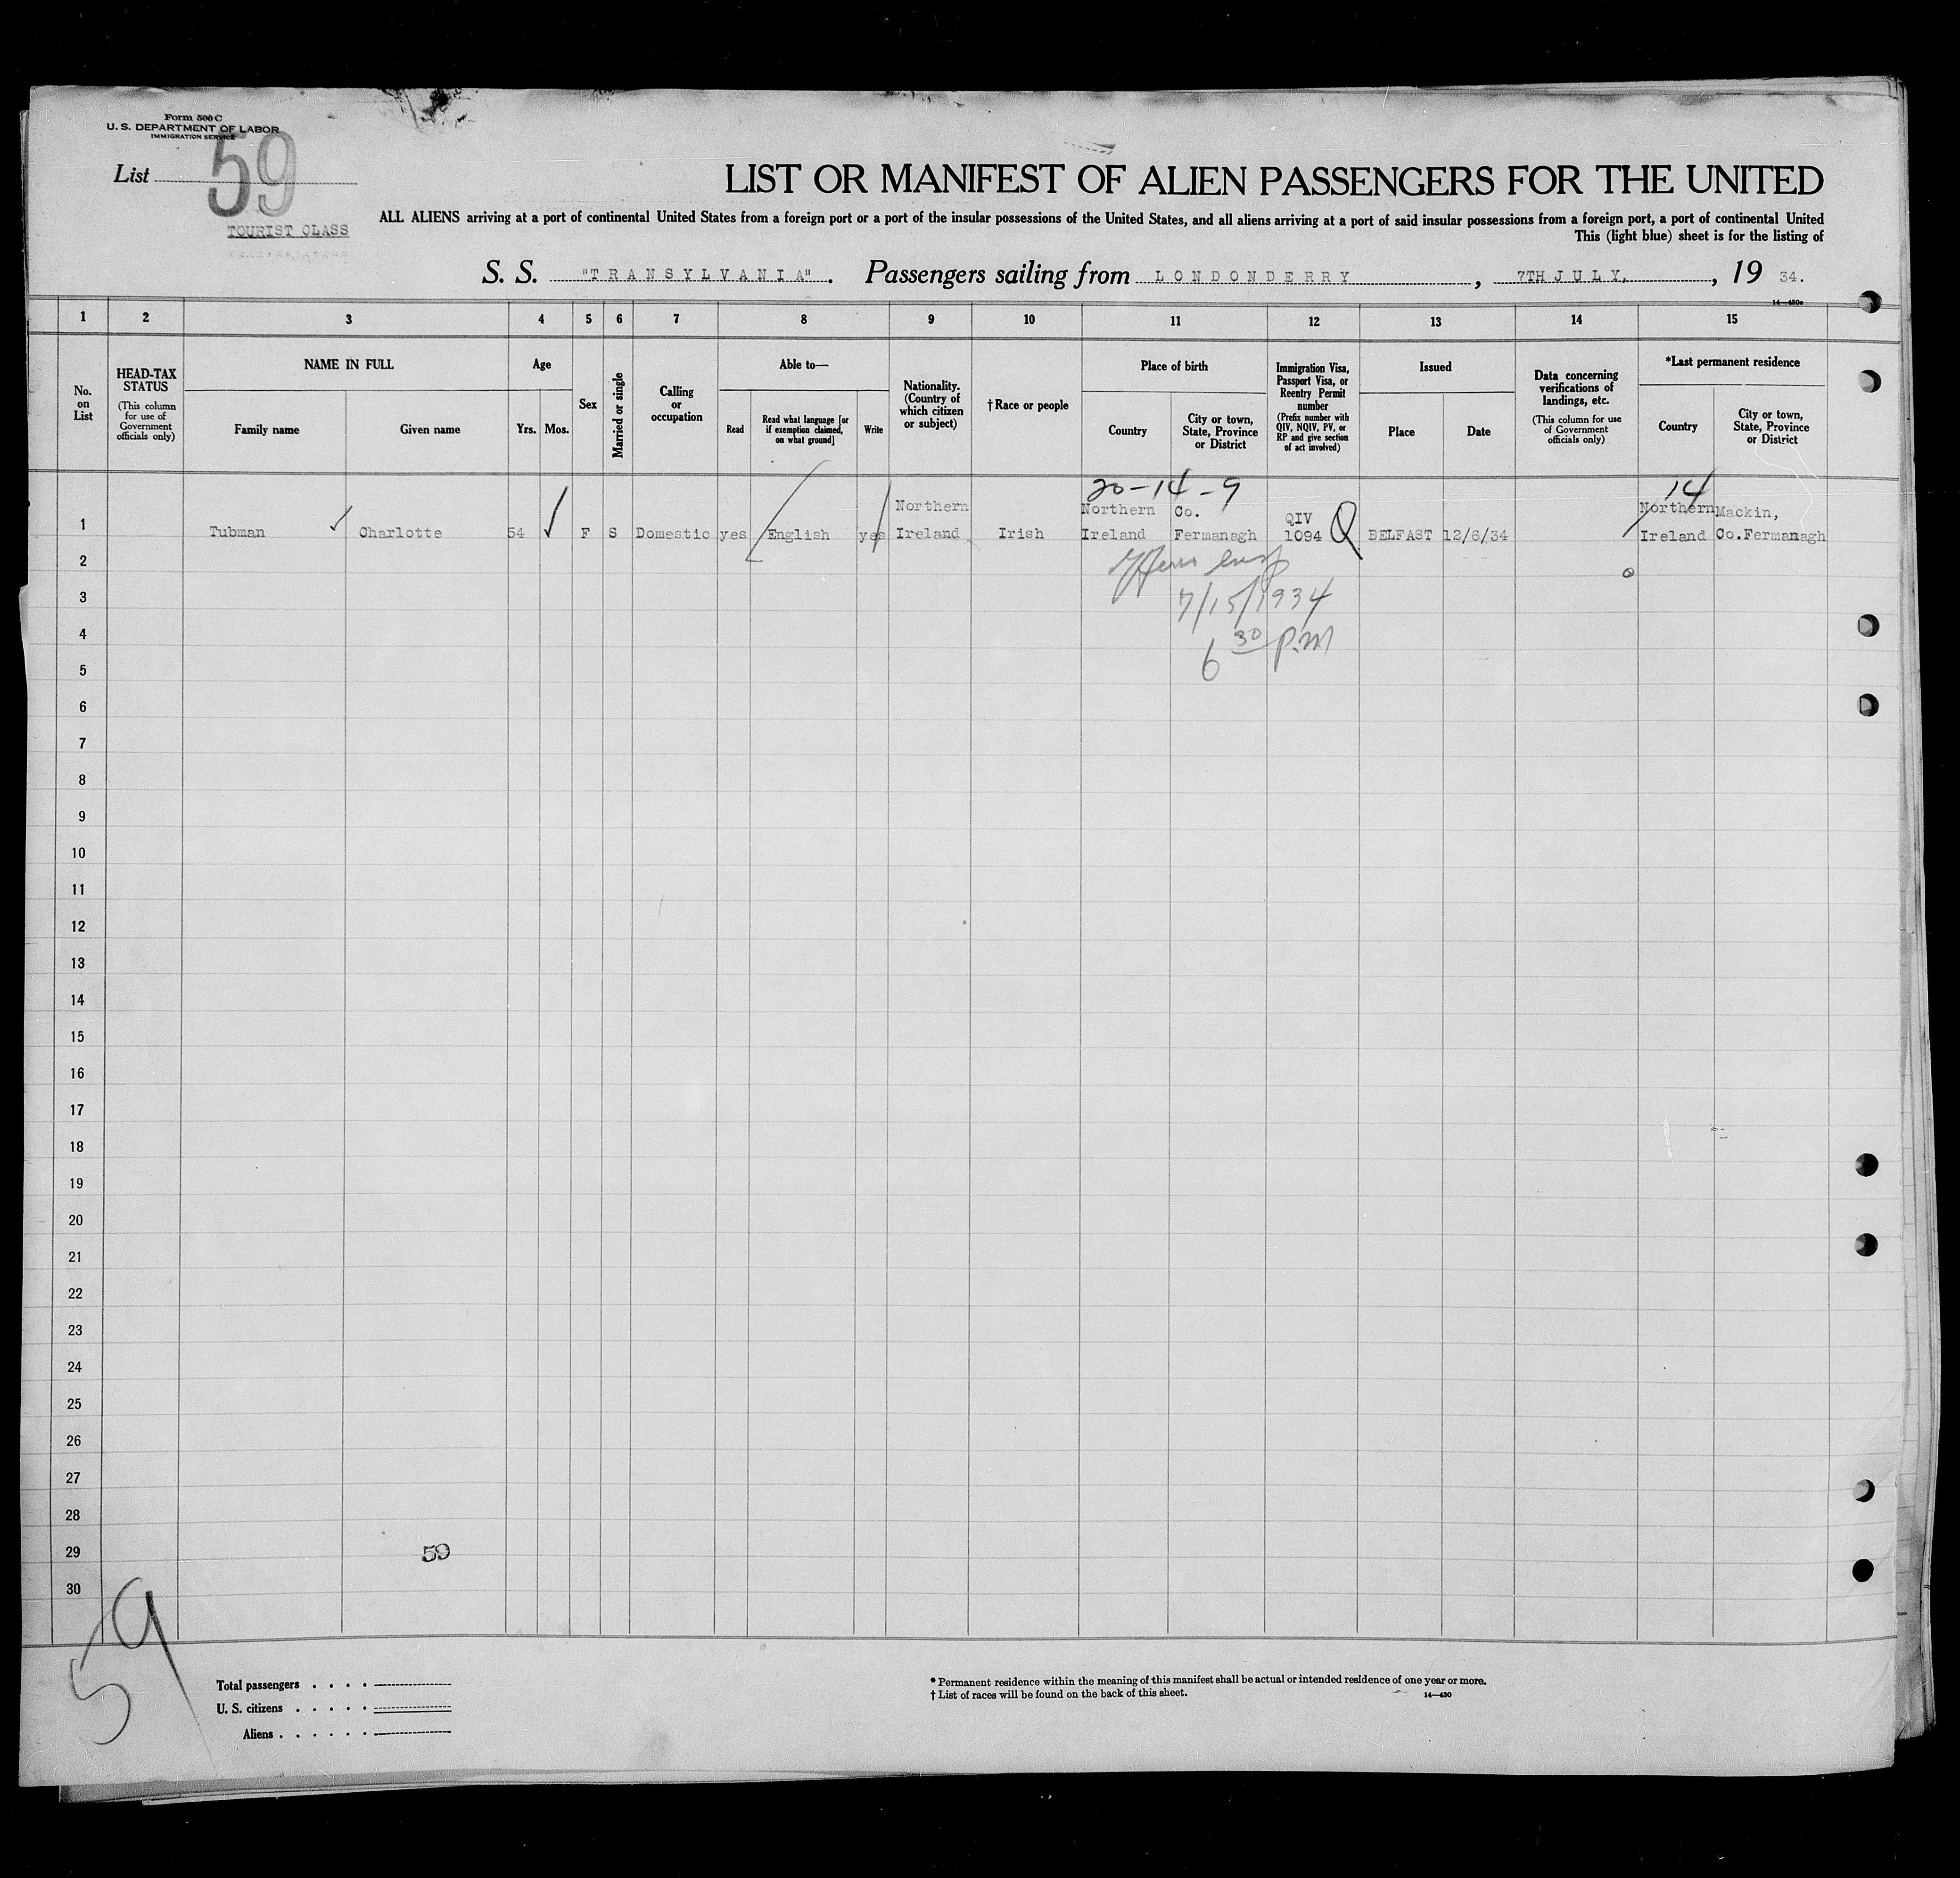 Form 500 C
U. S. DEPARTMENT OF LABOR
IMMIGRATION SERVICE
List 59
TOURIST CLASS
LIST OR MANIFEST OF ALIEN PASSENGERS FOR THE UNITED
ALL ALIENS arriving at a port of continental United States from a foreign port or a port of the insular possessions of the United States, and all aliens arriving at a port of said insular possessions from a foreign port, a port of continental United
This (light blue) sheet is for the listing of
S. S. "TRANSYLVANIA". Passengers sailing from LONDONDERRY, 7TH JULY, , 19 34.
1 2 3 4 5 6 7 8 9 10 11 12 13 14 15
No. on List
HEAD-TAX STATUS
(This column for use of Government officials only)
NAME IN FULL
Family name Given name
Age
Yrs. Mos.
Sex
Married or single
Calling or occupation
Able to—
Read Read what language [or if exemption claimed, on what ground] Write
Nationality. (Country of which citizen or subject)
† Race or people
Place of birth
Country City or town, State, Province or District
Immigration Visa, Passport Visa, or Reentry Permit number
(Prefix number with QIV, NQIV, PV, or RP and give section of act involved)
Issued
Place Date
Data concerning verifications of landings, etc.
(This column for use of Government officials only)
*Last permanent residence
Country City or town, State, Province or District
20-14-9 14
1 Tubman Charlotte 54 F S Domestic yes English yes Northern Ireland Irish Northern Ireland Co. Fermanagh QIV 1094 Q BELFAST 12/6/34 Northern Ireland Mackin, Co.Fermanagh
2
3 7/15/1934
4 6 30 P.M
5
6
7
8
9
10
11
12
13
14
15
16
17
18
19
20
21
22
23
24
25
26
27
28
29 59
30
59
Total passengers
U. S. citizens
Aliens
* Permanent residence within the meaning of this manifest shall be actual or intended residence of one year or more.
† List of races will be found on the back of this sheet. 14—430